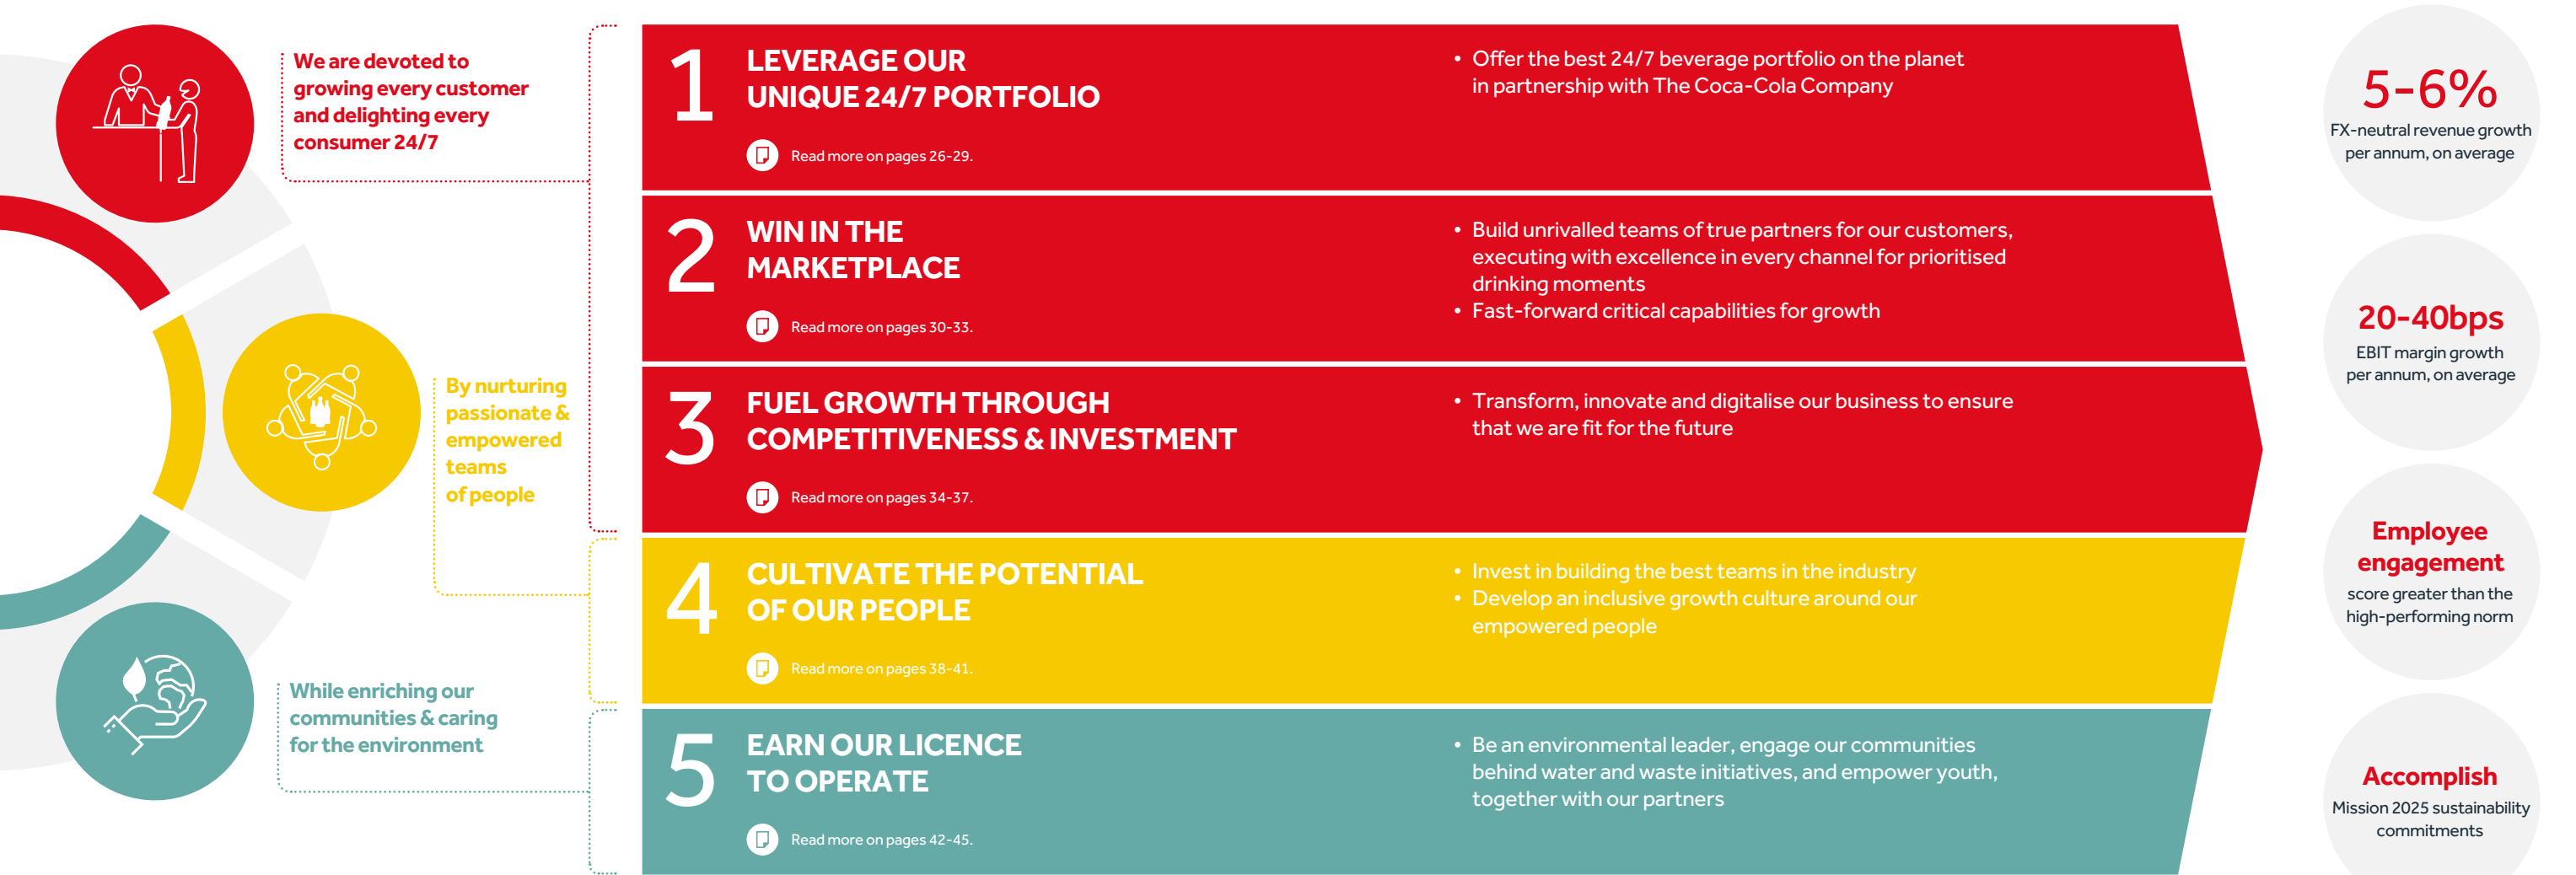 We are devoted to
growing every customer
and delighting every
consumer 24/7
By nurturing
passionate &
empowered
teams
of people
While enriching our
communities & caring
for the environment
1
LEVERAGE OUR
UNIQUE 24/7 PORTFOLIO
Read more on pages 26-29.
• Offer the best 24/7 beverage portfolio on the planet
in partnership with The Coca-Cola Company
2
WIN IN THE
MARKETPLACE
Read more on pages 30-33.
• Build unrivalled teams of true partners for our customers,
executing with excellence in every channel for prioritised
drinking moments
• Fast-forward critical capabilities for growth
3
FUEL GROWTH THROUGH
COMPETITIVENESS & INVESTMENT
Read more on pages 34-37.
• Transform, innovate and digitalise our business to ensure
that we are fit for the future
4
CULTIVATE THE POTENTIAL
OF OUR PEOPLE
Read more on pages 38-41.
• Invest in building the best teams in the industry
• Develop an inclusive growth culture around our
empowered people
5
EARN OUR LICENCE
TO OPERATE
Read more on pages 42-45.
• Be an environmental leader, engage our communities
behind water and waste initiatives, and empower youth,
together with our partners
5-6%
FX-neutral revenue growth
per annum, on average
20-40bps
EBIT margin growth
per annum, on average
Employee
engagement
score greater than the
high-performing norm
Accomplish
Mission 2025 sustainability
commitments